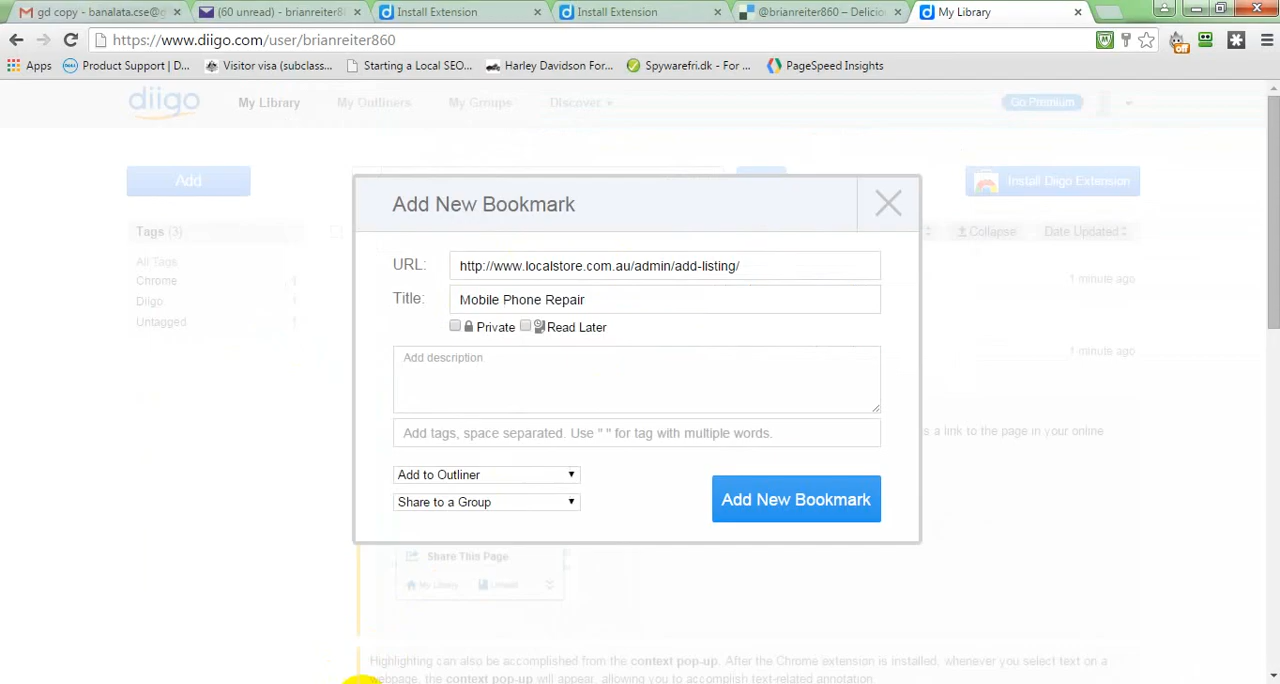 gd copy - banalata.cse@g
(60 unread) - brianreiter8
Install Extension
Install Extension
@brianreiter860 – Delicio
My Library
https://www.diigo.com/user/brianreiter860
Apps
Product Support | D...
Visitor visa (subclass...
Starting a Local SEO...
Harley Davidson For...
Spywarefri.dk - For ...
PageSpeed Insights
diigo
My Library
My Outliners
My Groups
Discover
Go Premium
Add
Install Diigo Extension
Add New Bookmark
Tags (3)
Collapse
Date Updated
All Tags
Chrome 1
Diigo 1
Untagged 1
1 minute ago
1 minute ago
URL: http://www.localstore.com.au/admin/add-listing/
Title: Mobile Phone Repair
Private Read Later
Add description
Add tags, space separated. Use " " for tag with multiple words.
s a link to the page in your online
Add to Outliner
Share to a Group
Add New Bookmark
Share This Page
My Library
Unread
Highlighting can also be accomplished from the context pop-up. After the Chrome extension is installed, whenever you select text on a
webpage, the context pop-up will appear, allowing you to accomplish text-related annotation.